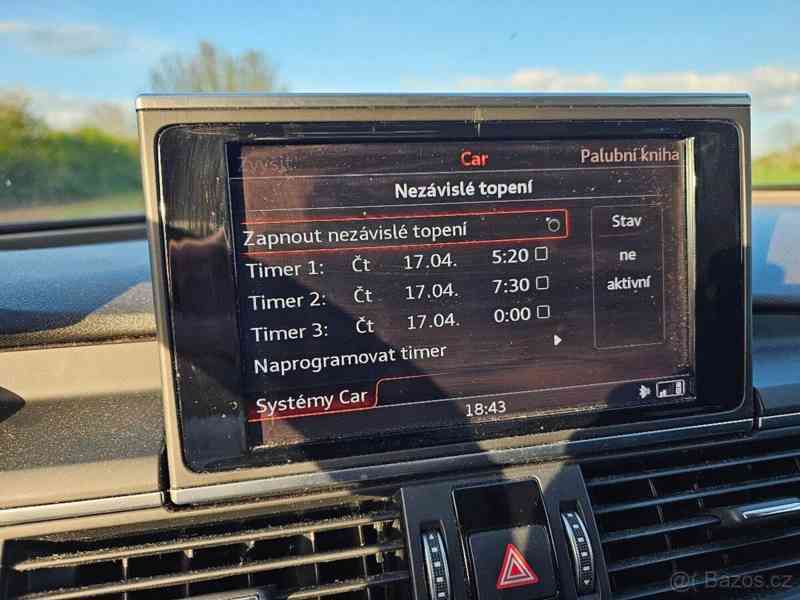 Zvýšit
Car
Palubní kniha
Nezávislé topení
Zapnout nezávislé topení
Timer 1: Čt 17.04. 5:20
Timer 2: Čt 17.04. 7:30
Timer 3: Čt 17.04. 0:00
Naprogramovat timer
Stav
ne
aktivní
Systémy Car
18:43
@f Bazos.cz